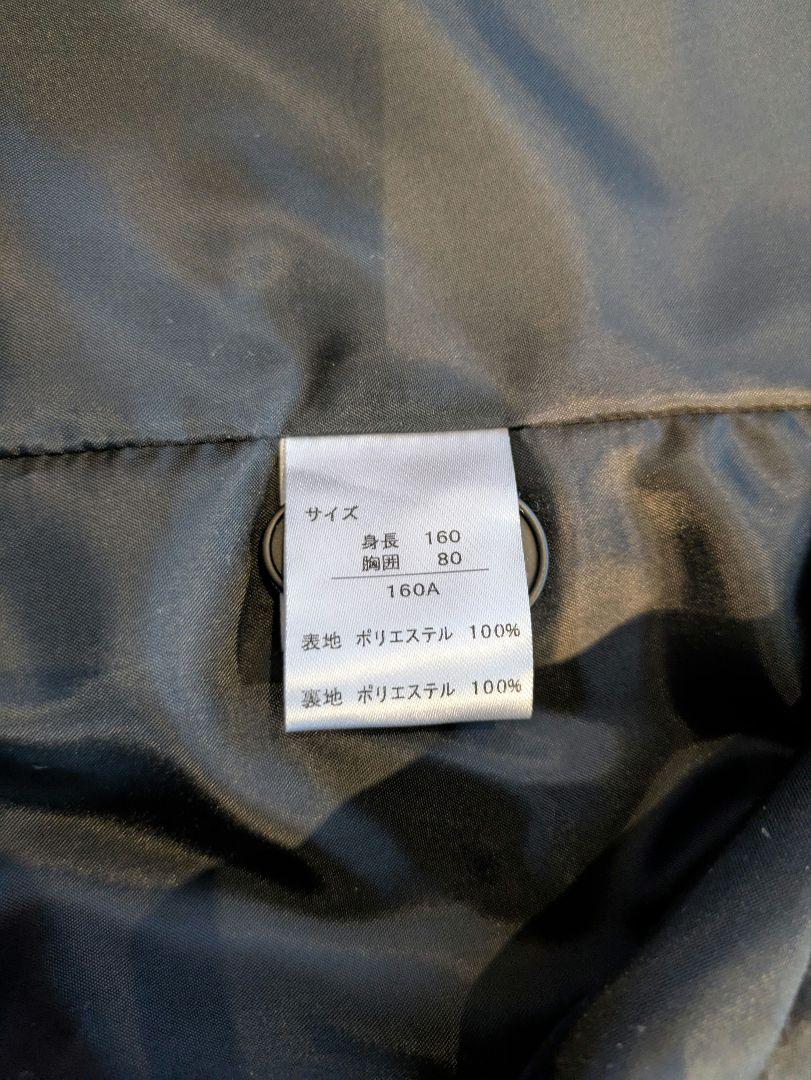 サイズ
身長 160
胸囲 80
160A
表地 ポリエステル 100%
裏地 ポリエステル 100%